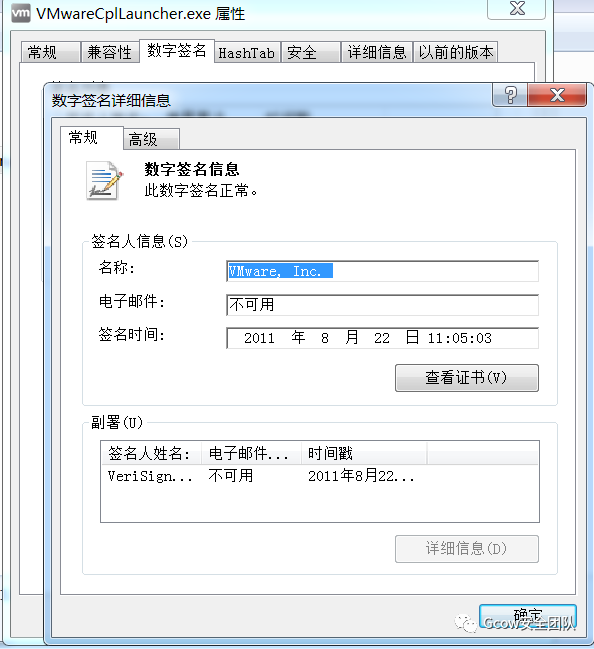 vm VMwareCplLauncher.exe 属性
常规 兼容性 数字签名 HashTab 安全 详细信息 以前的版本
数字签名详细信息
常规 高级
数字签名信息
此数字签名正常。
签名人信息(S)
名称: VMware, Inc.
电子邮件: 不可用
签名时间: 2011 年 8 月 22 日 11:05:03
查看证书(V)
副署(U)
签名人姓名: 电子邮件... 时间戳
VeriSign... 不可用 2011年8月22...
详细信息(D)
确定
Gcow安全团队